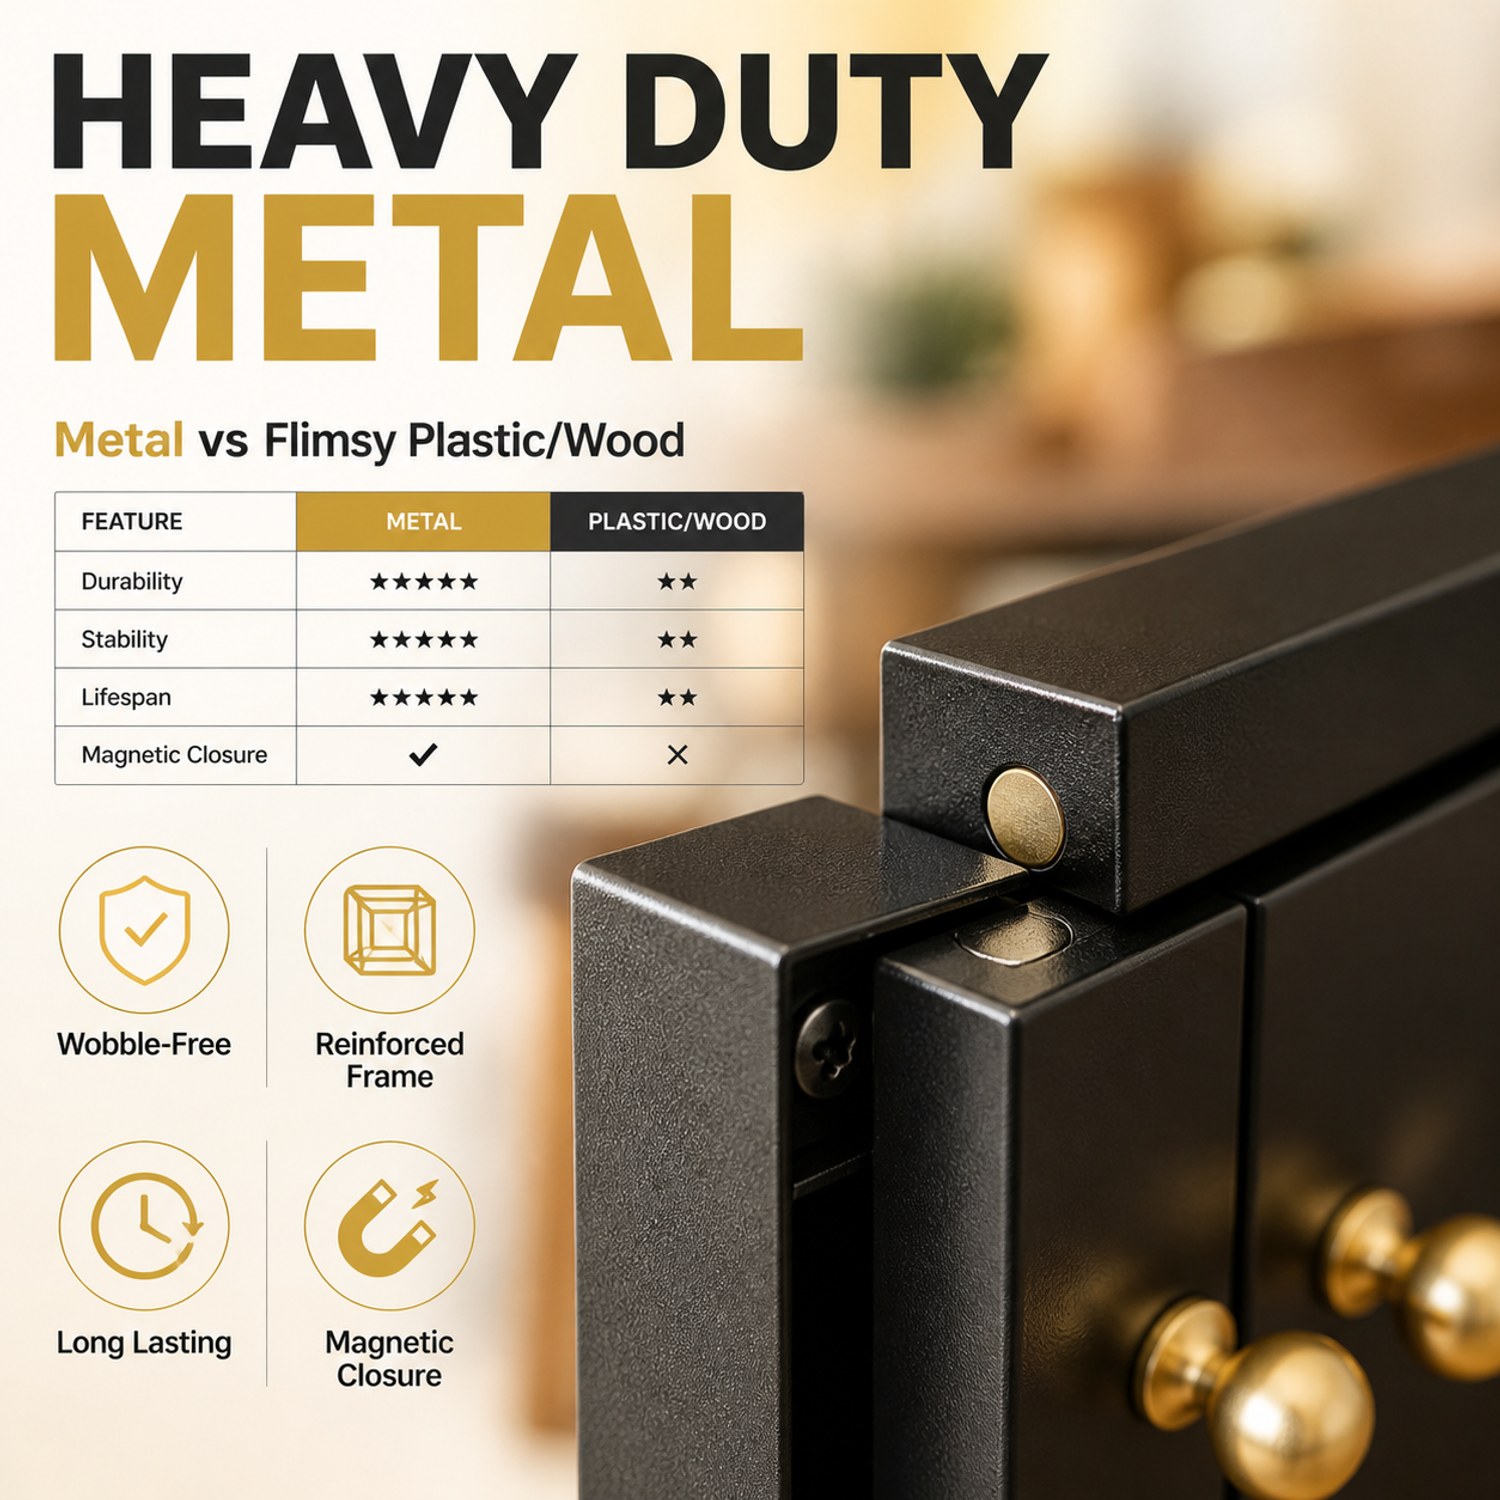 HEAVY DUTY
METAL
Metal vs Flimsy Plastic/Wood
FEATURE METAL PLASTIC/WOOD
Durability ★★★★★ ★★
Stability ★★★★★ ★★
Lifespan ★★★★★ ★★
Magnetic Closure ✓ ✕
Wobble-Free
Reinforced
Frame
Long Lasting
Magnetic
Closure